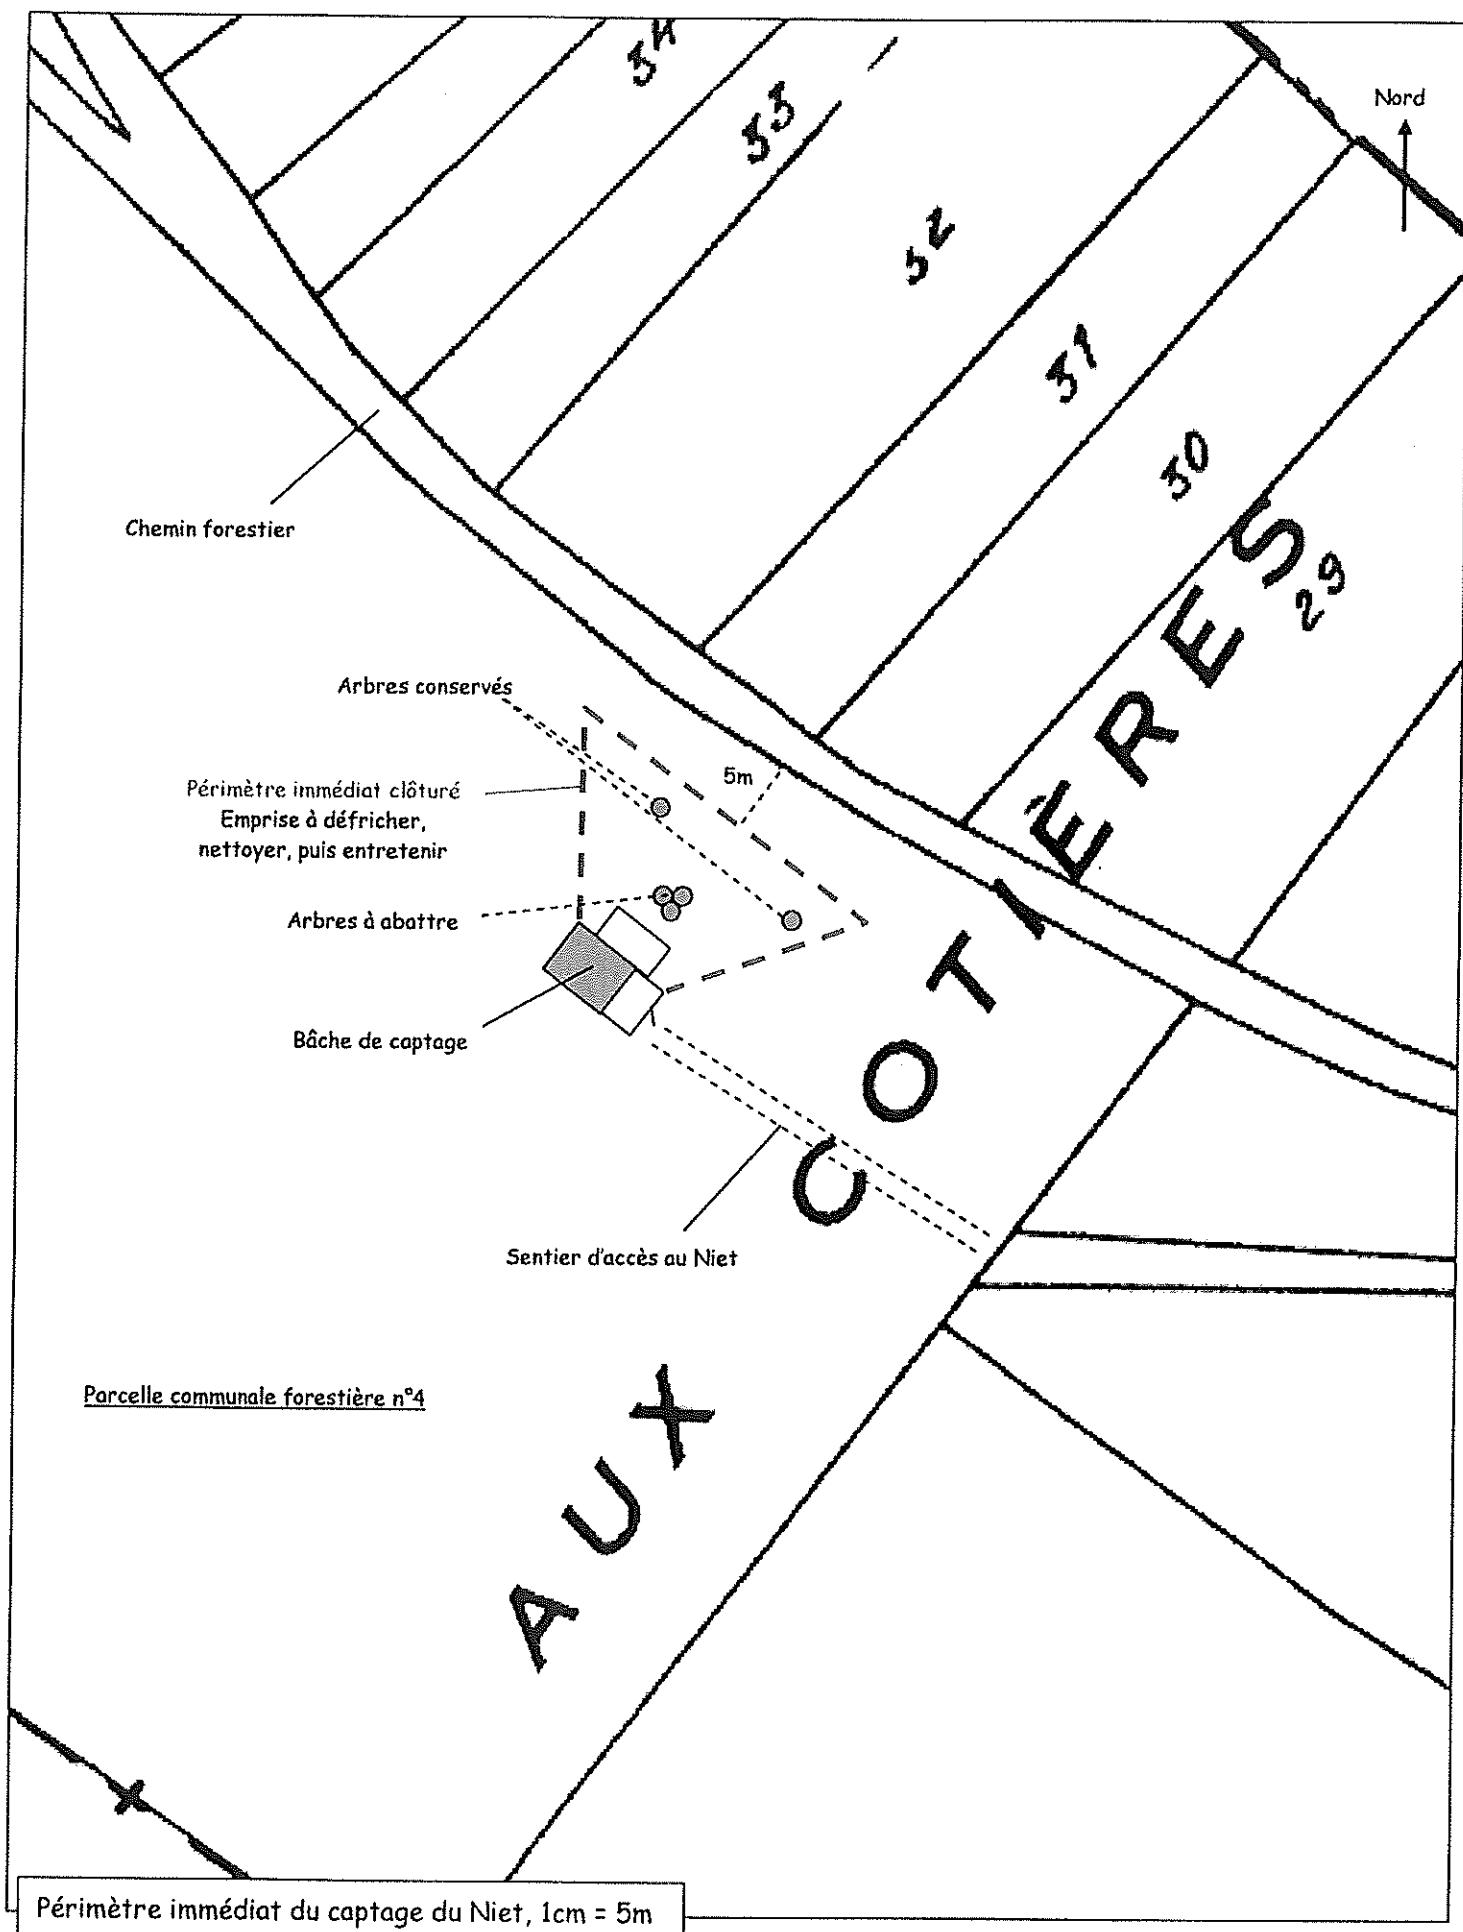 34
33
Nord
32
31
30
Chemin forestier
29
Arbres conservés
5m
Périmètre immédiat clôturé
Emprise à défricher,
nettoyer, puis entretenir
Arbres à abattre
Bâche de captage
Sentier d'accès au Niet
AUX COTIÈRES
Parcelle communale forestière n°4
Périmètre immédiat du captage du Niet, 1cm = 5m